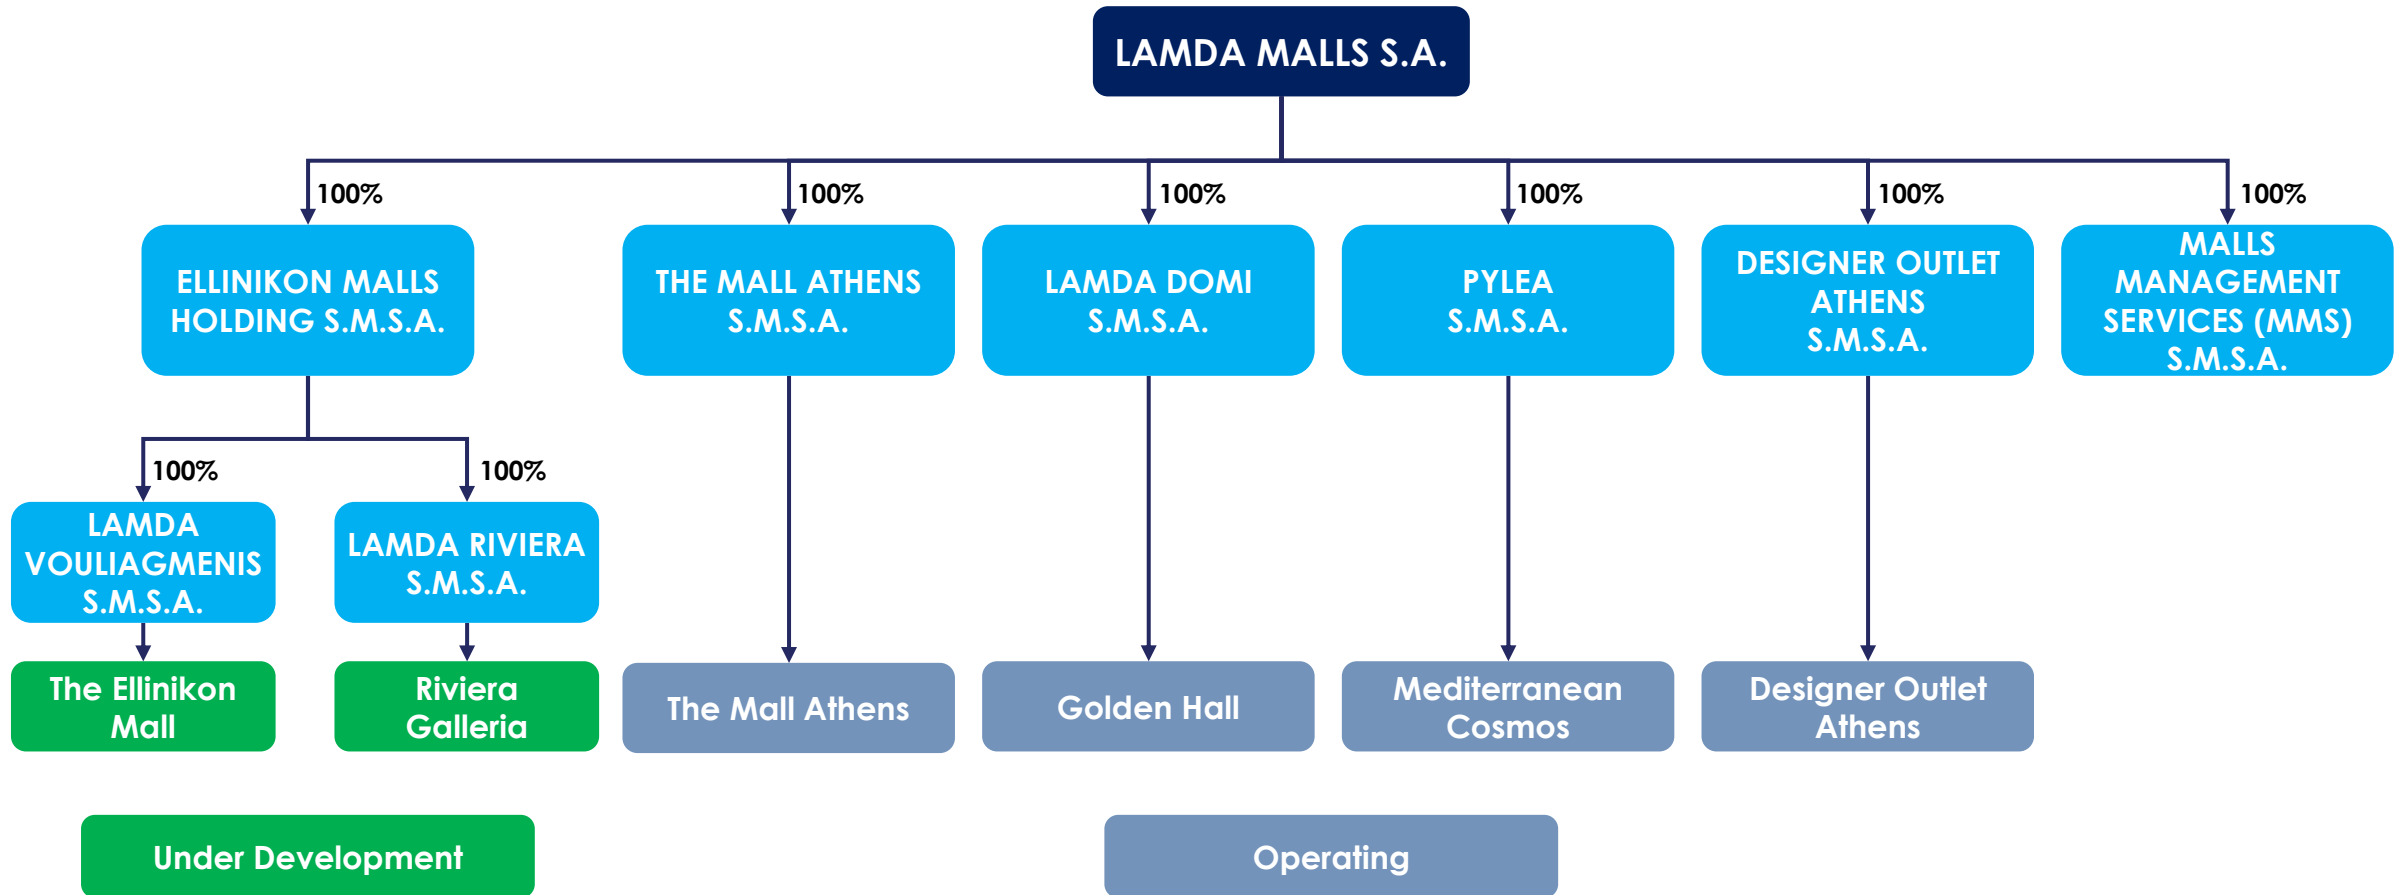 LAMDA MALLS S.A.
100%
100%
100%
100%
100%
100%
ELLINIKON MALLS
HOLDING S.M.S.A.
THE MALL ATHENS
S.M.S.A.
LAMDA DOMI
S.M.S.A.
PYLEA
S.M.S.A.
DESIGNER OUTLET
ATHENS
S.M.S.A.
MALLS
MANAGEMENT
SERVICES (MMS)
S.M.S.A.
100%
100%
LAMDA
VOULIAGMENIS
S.M.S.A.
LAMDA RIVIERA
S.M.S.A.
The Ellinikon
Mall
Riviera
Galleria
The Mall Athens
Golden Hall
Mediterranean
Cosmos
Designer Outlet
Athens
Under Development
Operating